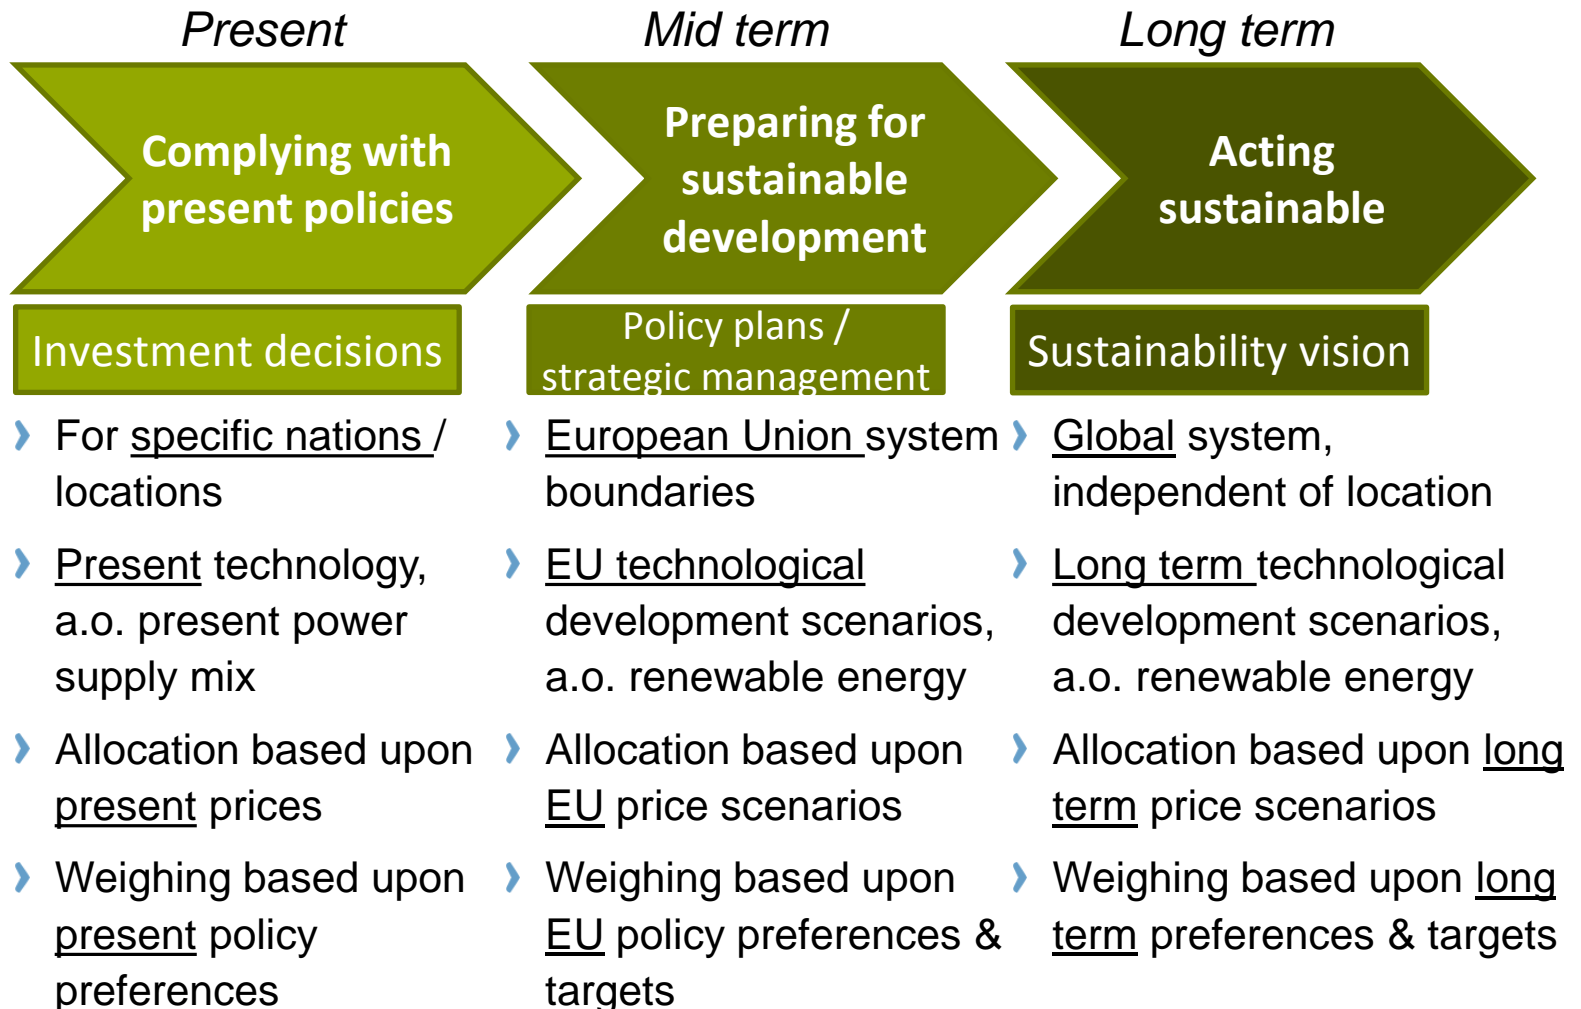 Present
Mid term
Long term
Complying with
present policies
Preparing for
sustainable
development
Acting
sustainable
Investment decisions
Policy plans /
strategic management
Sustainability vision
For specific nations /
locations
Present technology,
a.o. present power
supply mix
Allocation based upon
present prices
Weighing based upon
present policy
preferences
European Union system
boundaries
EU technological
development scenarios,
a.o. renewable energy
Allocation based upon
EU price scenarios
Weighing based upon
EU policy preferences &
targets
Global system,
independent of location
Long term technological
development scenarios,
a.o. renewable energy
Allocation based upon long
term price scenarios
Weighing based upon long
term preferences & targets